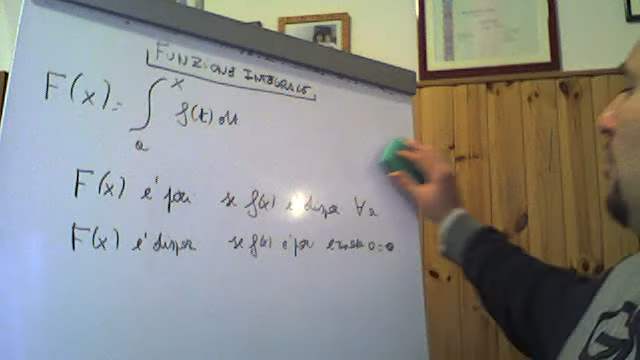 FUNZIONE INTEGRALE
F(x) = ∫ₐˣ f(t) dt
F(x) e' pari se f(x) e' dispari ∀a
F(x) e' dispari se f(x) e' pari a=0